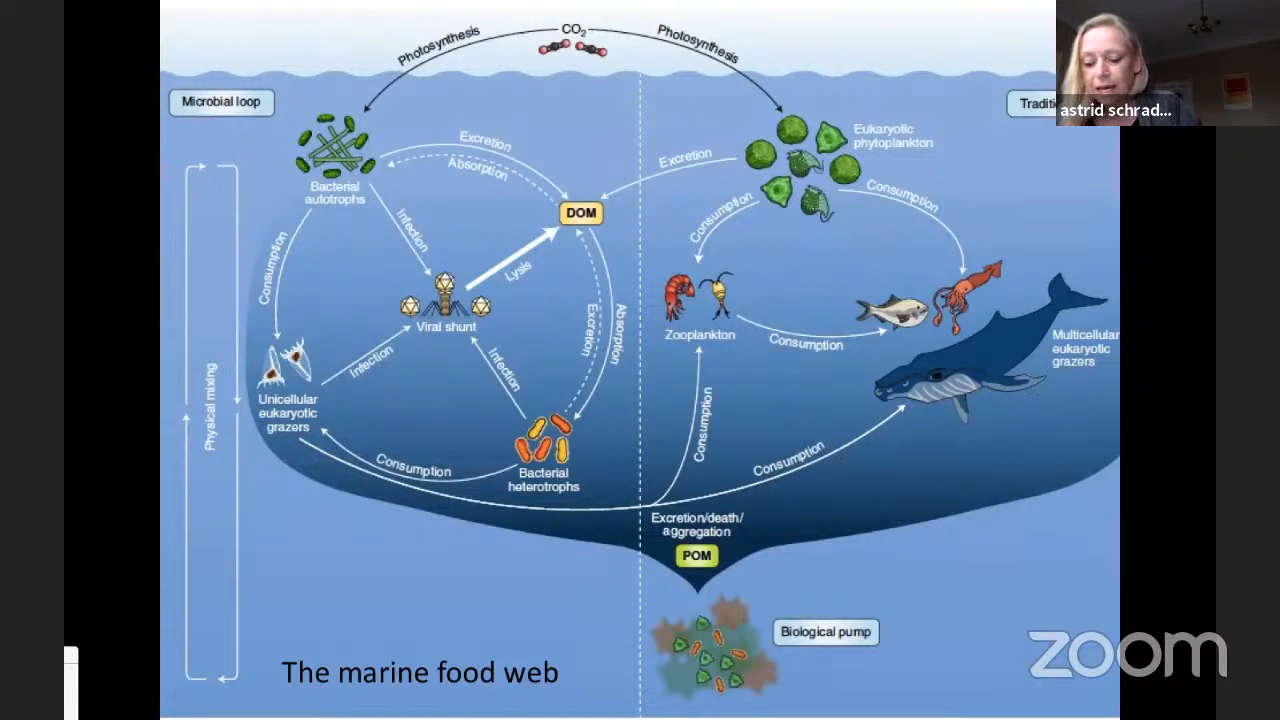 CO2
Photosynthesis
Photosynthesis
Microbial loop
Traditi
astrid schrad...
Bacterial
autotrophs
Excretion
Absorption
Excretion
Eukaryotic
phytoplankton
DOM
Consumption
Consumption
Infection
Lysis
Consumption
Viral shunt
Infection
Infection
Excretion
Absorption
Zooplankton
Consumption
Multicellular
eukaryotic
grazers
Unicellular
eukaryotic
grazers
Physical mixing
Consumption
Bacterial
heterotrophs
Consumption
Consumption
Excretion/death/
aggregation
POM
Biological pump
The marine food web
zoom